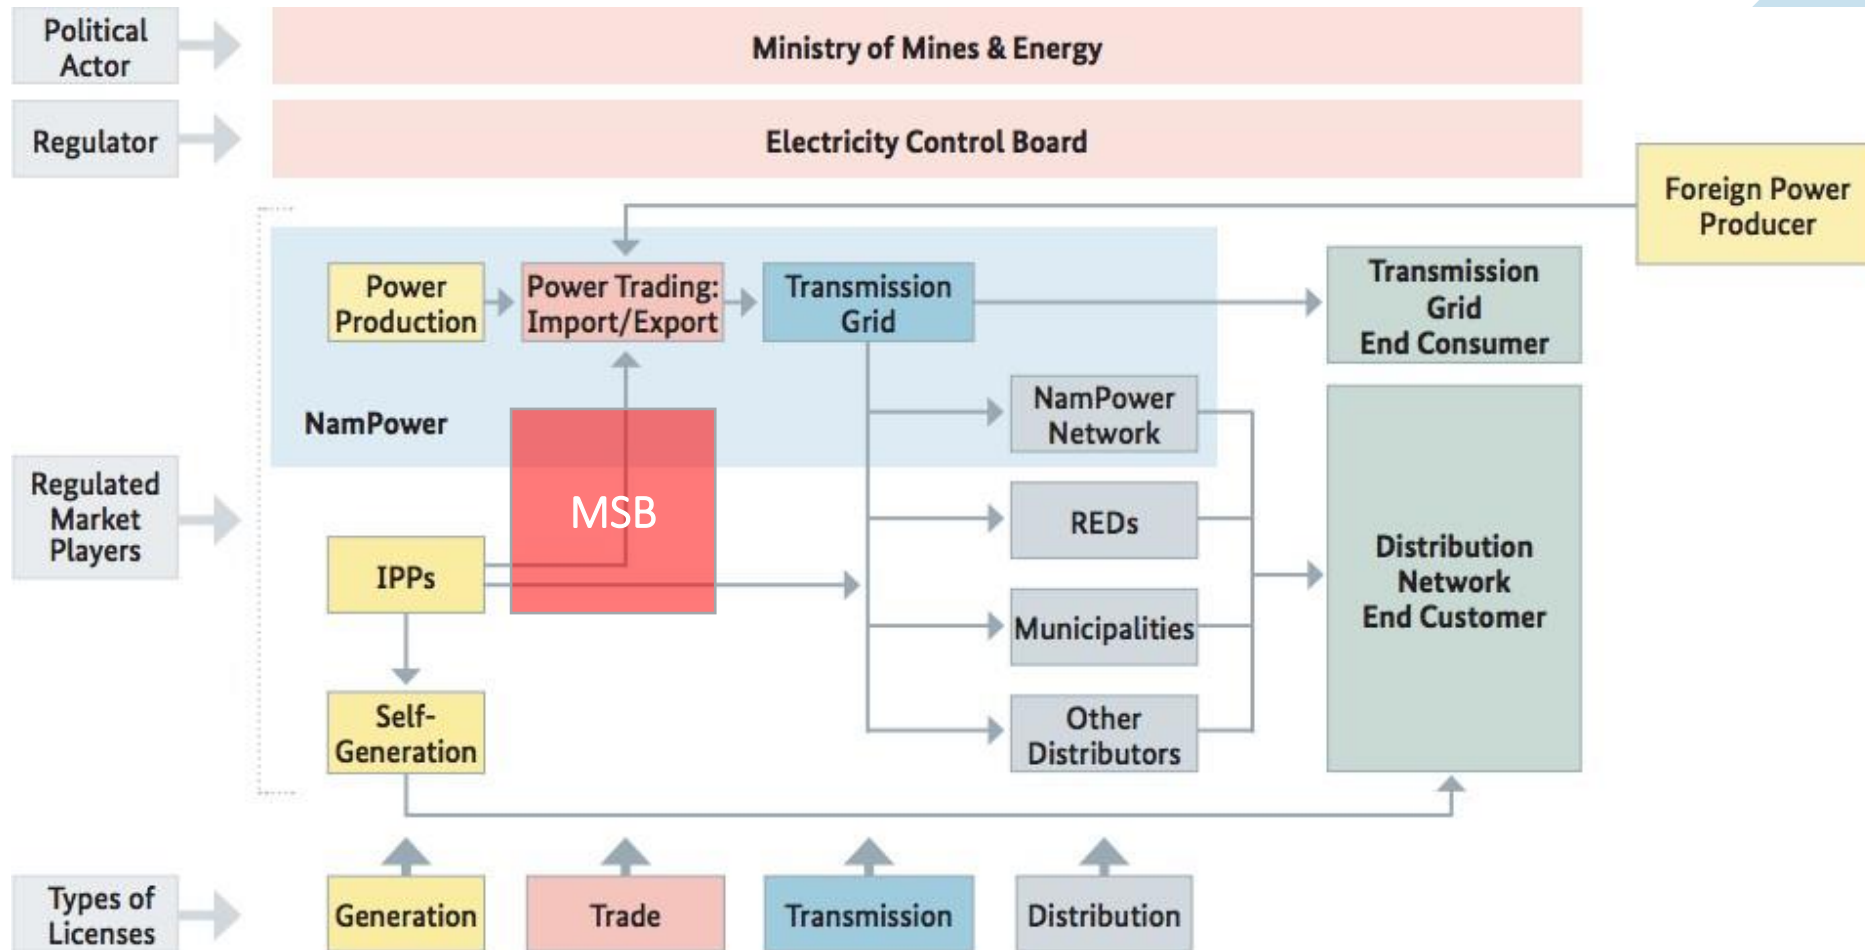 Political
Actor
Ministry of Mines & Energy
Regulator
Electricity Control Board
Foreign Power
Producer
Power
Production
Power Trading:
Import/Export
Transmission
Grid
Transmission
Grid
End Consumer
NamPower
NamPower
Network
Regulated
Market
Players
MSB
REDs
IPPs
Distribution
Network
End Customer
Municipalities
Self-
Generation
Other
Distributors
Types of
Licenses
Generation
Trade
Transmission
Distribution